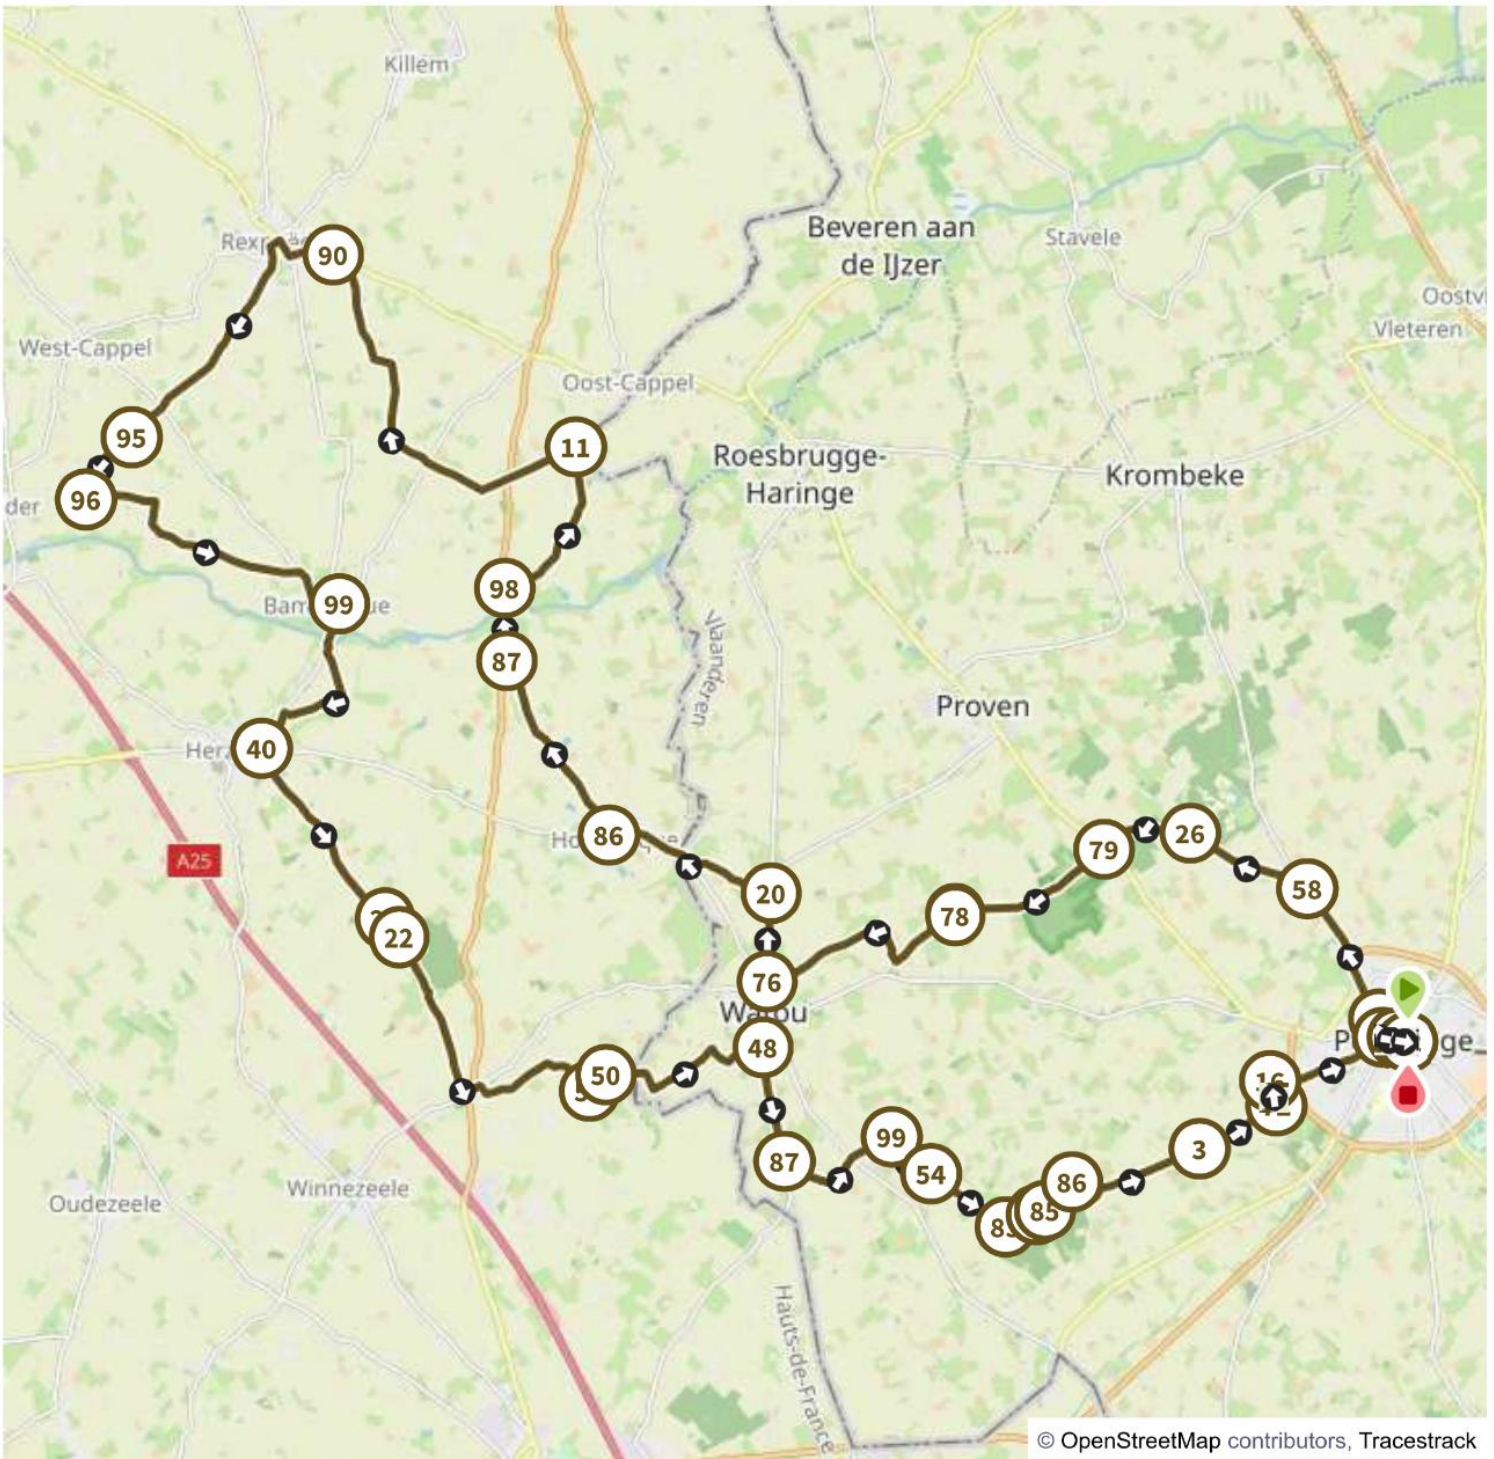 Killem
Beveren aan
de IJzer
Stavele
90
Oostv
Vleteren
West-Cappel
Oost-Cappel
95
11
Roesbrugge-
Haringe
Krombeke
96
der
98
99
Vlaanderen
87
Proven
40
86
A25
79
26
58
20
78
22
76
48
50
99
87
54
3
86
85
16
Oudezeele
Winnezeele
Hauts-de-France
© OpenStreetMap contributors, Tracestrack